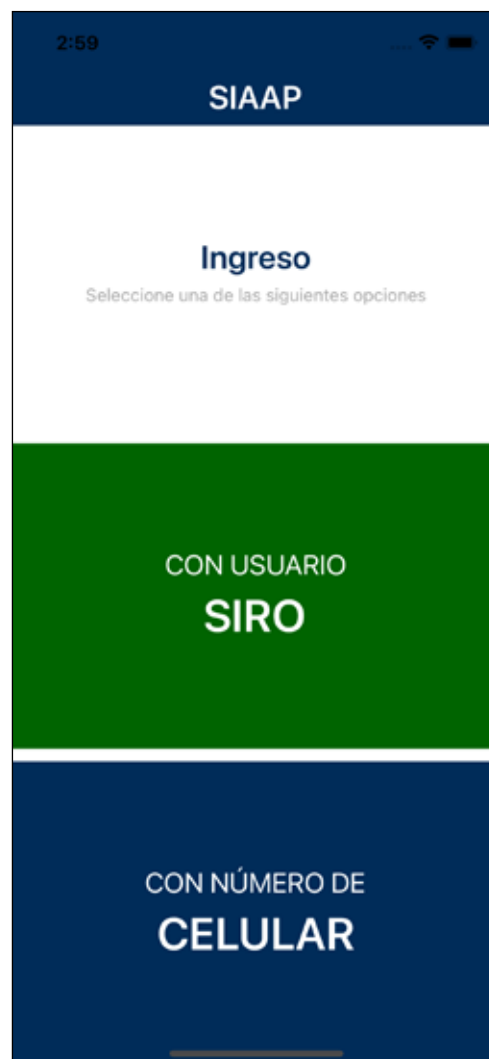 2:59
SIAAP
Ingreso
Seleccione una de las siguientes opciones
CON USUARIO
SIRO
CON NÚMERO DE
CELULAR